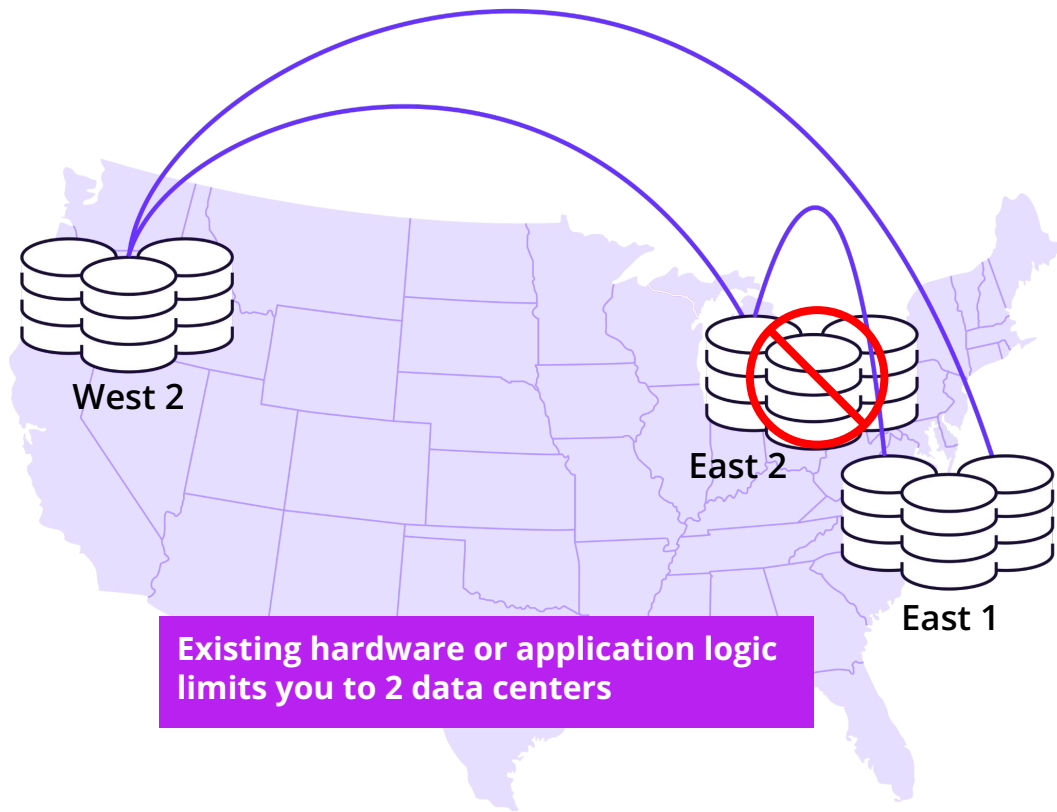 West 2
East 2
East 1
Existing hardware or application logic
limits you to 2 data centers